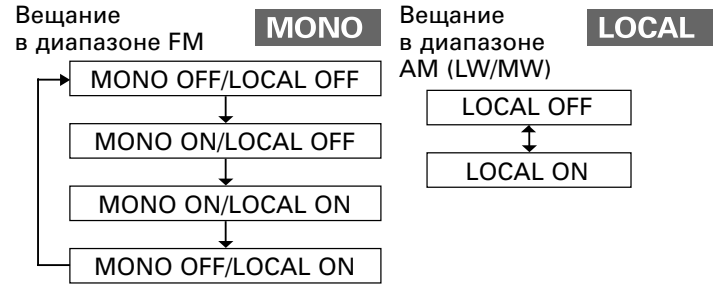 Вещание
в диапазоне FM
MONO
MONO OFF/LOCAL OFF
MONO ON/LOCAL OFF
MONO ON/LOCAL ON
MONO OFF/LOCAL ON
Вещание
в диапазоне
AM (LW/MW)
LOCAL
LOCAL OFF
LOCAL ON